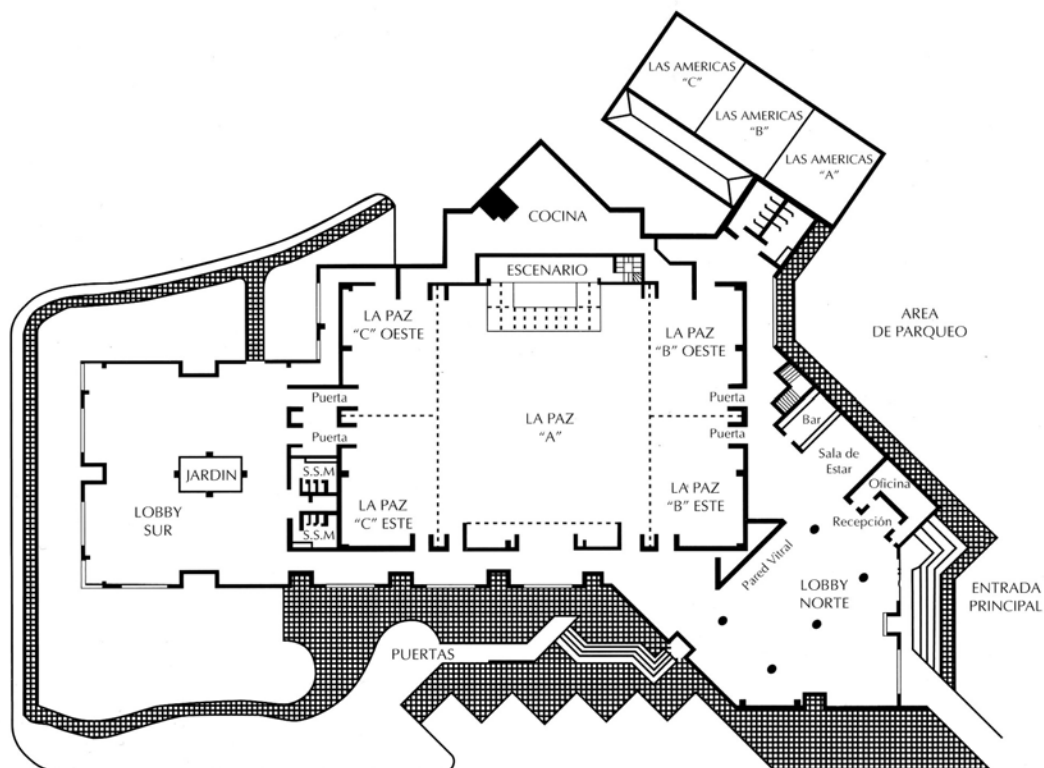 LAS AMERICAS
"C"
LAS AMERICAS
"B"
LAS AMERICAS
"A"
COCINA
ESCENARIO
LA PAZ
"C" OESTE
LA PAZ
"B" OESTE
AREA
DE PARQUEO
Puerta
Puerta
LA PAZ
"A"
Puerta
Puerta
Bar
Sala de
Estar
JARDIN
S.S.M
LOBBY
SUR
S.S.M
LA PAZ
"C" ESTE
LA PAZ
"B" ESTE
Oficina
Recepción
Pared Vitral
LOBBY
NORTE
ENTRADA
PRINCIPAL
PUERTAS